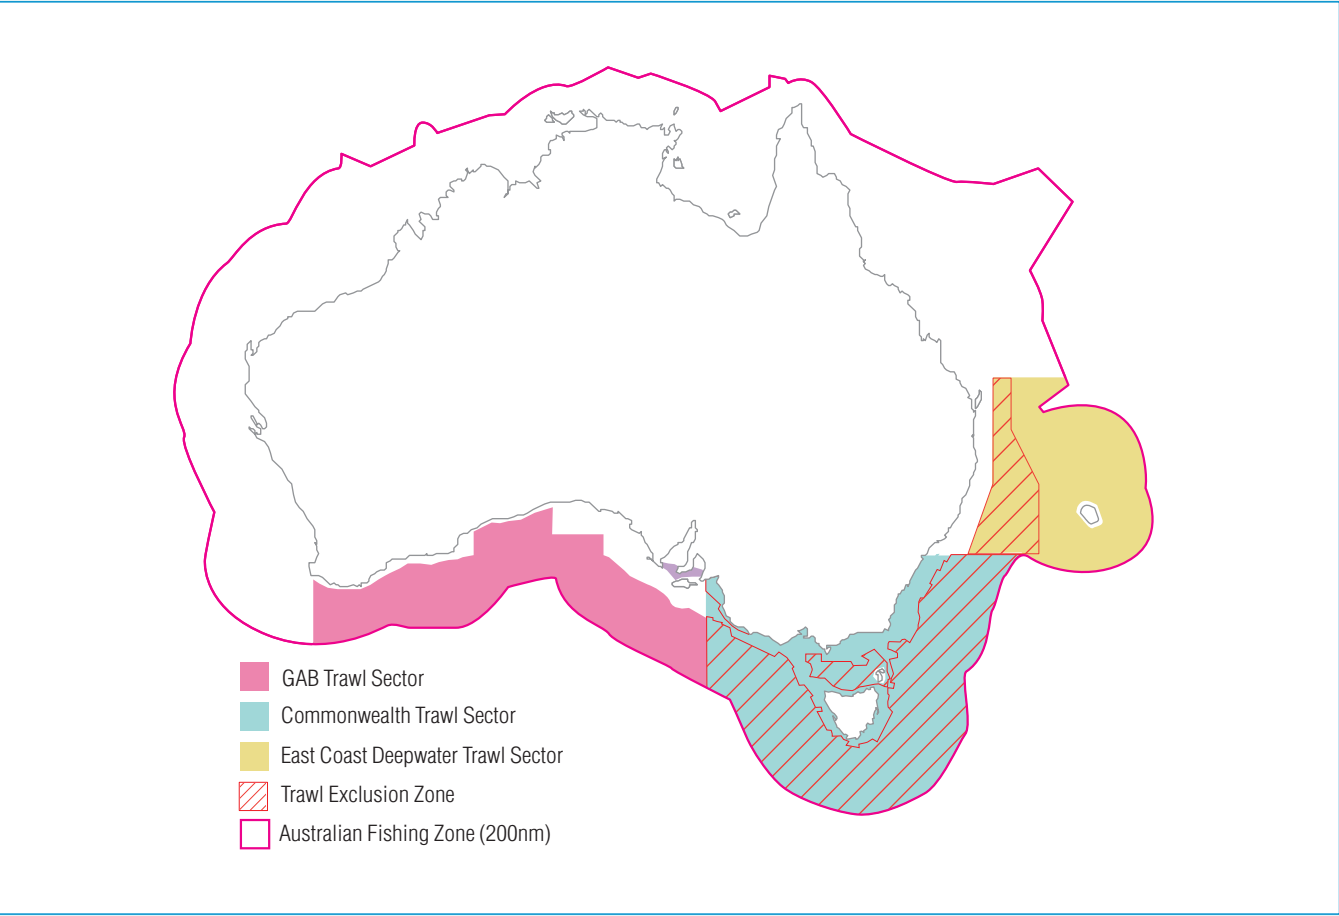 GAB Trawl Sector
Commonwealth Trawl Sector
East Coast Deepwater Trawl Sector
Trawl Exclusion Zone
Australian Fishing Zone (200nm)